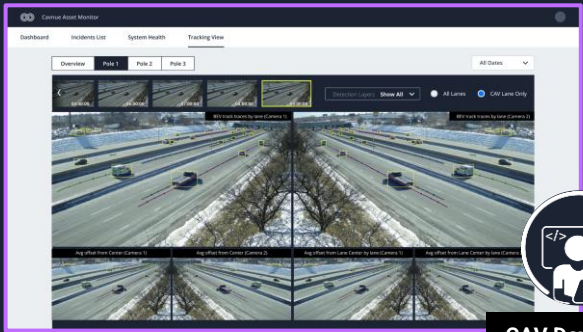 Cavnue Asset Monitor
Dashboard Incidents List System Health Tracking View
Overview Pole 1 Pole 2 Pole 3 All Dates
Detection Layers: Show All All Lanes CAV Lane Only
BEV track traces by lane (Camera 1) BEV track traces by lane (Camera 2)
</>
Avg offset from Center (Camera 1) Avg offset from Center (Camera 2) Avg offset from Lane Center by lane (Camera 1) Avg offset from Lane Center by lane (Camera
CAV